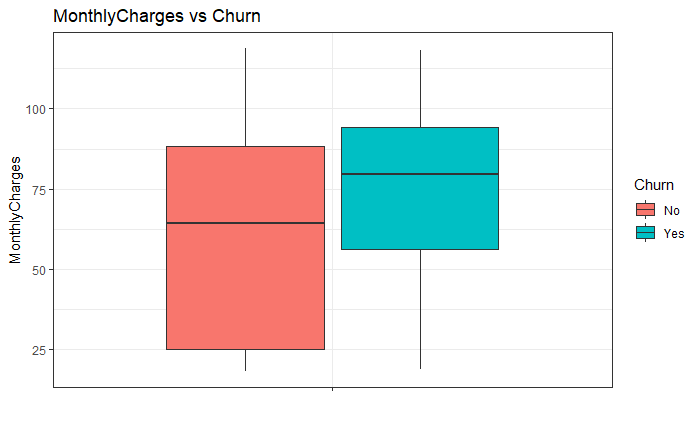 MonthlyCharges vs Churn
MonthlyCharges
100
75
50
25
Churn
No
Yes